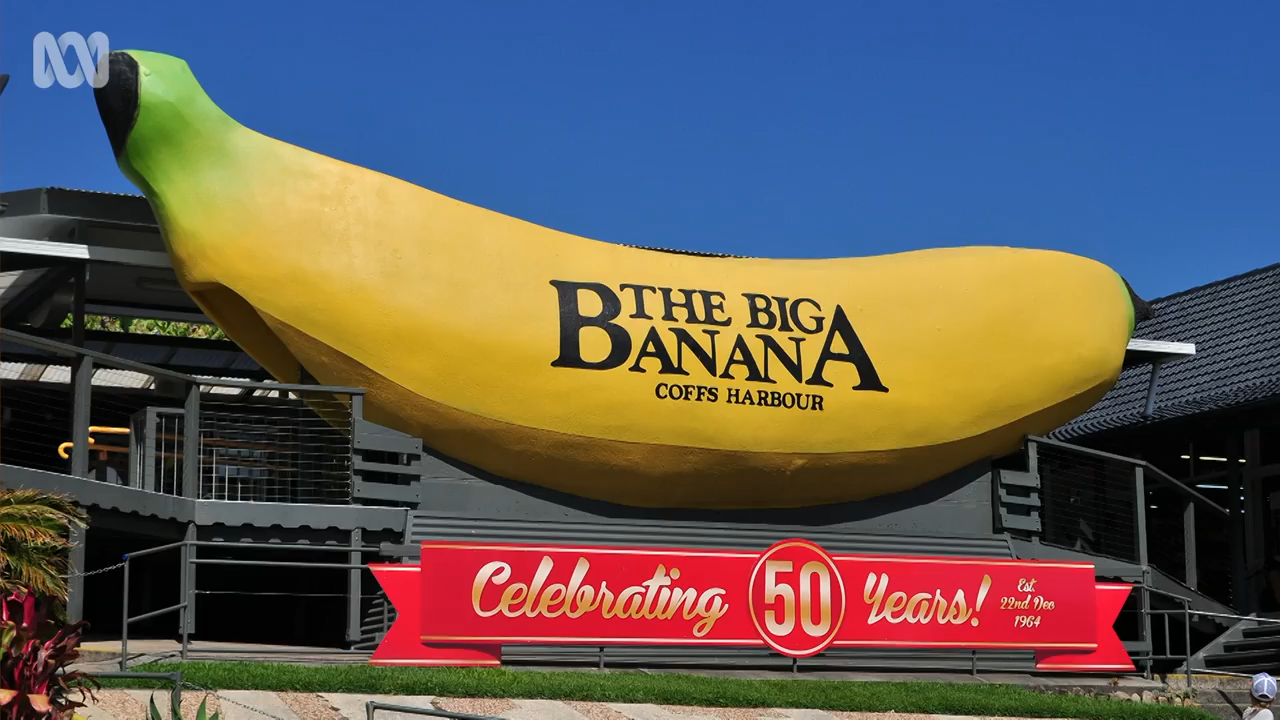 THE BIG
BANANA
COFFS HARBOUR
Celebrating 50 Years!
Est.
22nd Dec
1964